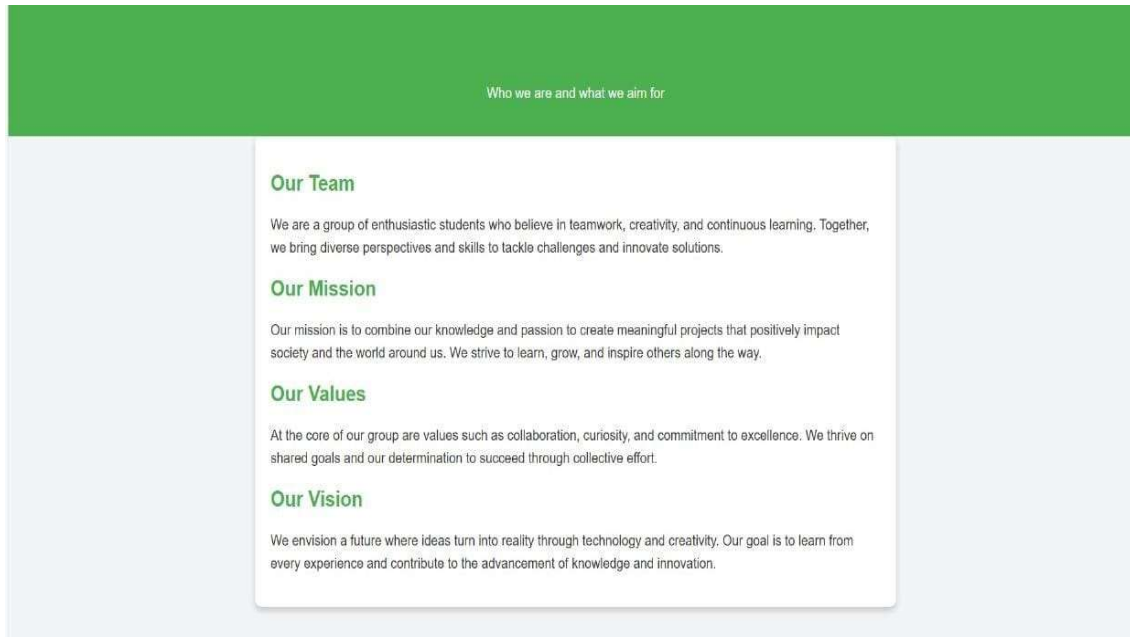 Who we are and what we aim for
Our Team
We are a group of enthusiastic students who believe in teamwork, creativity, and continuous learning. Together,
we bring diverse perspectives and skills to tackle challenges and innovate solutions.
Our Mission
Our mission is to combine our knowledge and passion to create meaningful projects that positively impact
society and the world around us. We strive to learn, grow, and inspire others along the way.
Our Values
At the core of our group are values such as collaboration, curiosity, and commitment to excellence. We thrive on
shared goals and our determination to succeed through collective effort.
Our Vision
We envision a future where ideas turn into reality through technology and creativity. Our goal is to learn from
every experience and contribute to the advancement of knowledge and innovation.